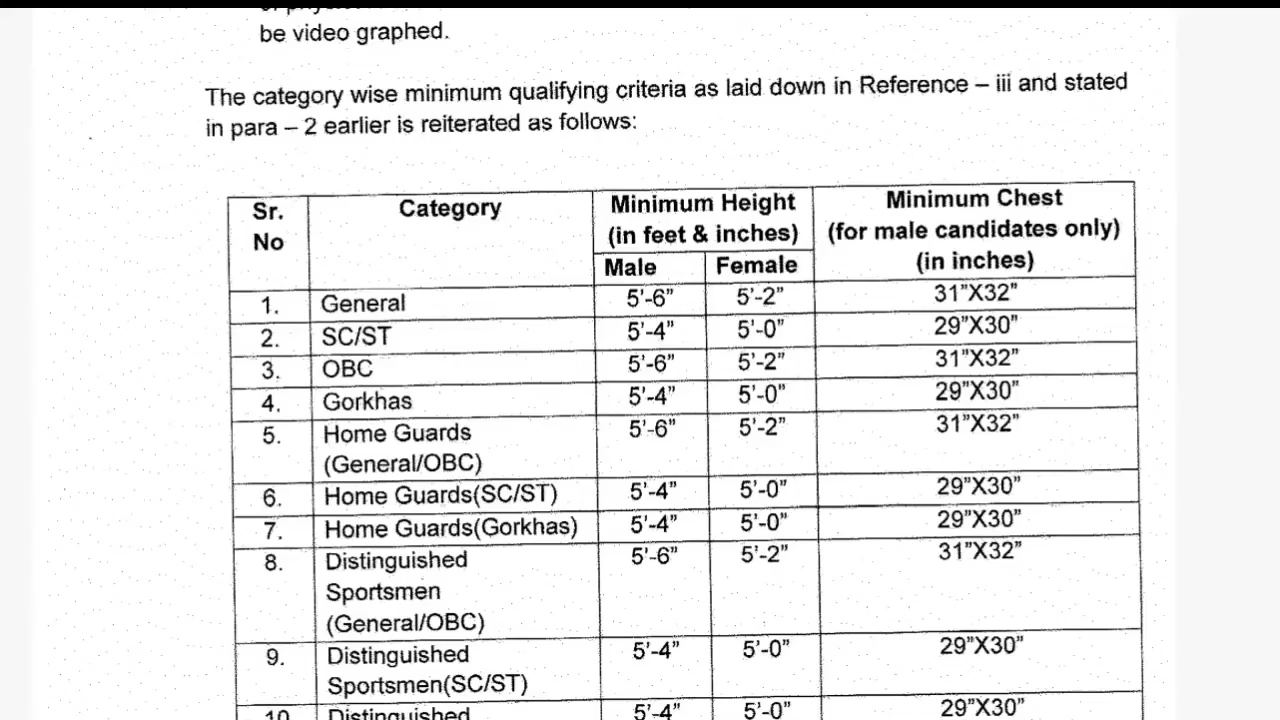 be video graphed.
The category wise minimum qualifying criteria as laid down in Reference – iii and stated
in para – 2 earlier is reiterated as follows:
Sr. No | Category | Minimum Height (in feet & inches) | Minimum Chest (for male candidates only) (in inches)
Male | Female
1. | General | 5'-6" | 5'-2" | 31"X32"
2. | SC/ST | 5'-4" | 5'-0" | 29"X30"
3. | OBC | 5'-6" | 5'-2" | 31"X32"
4. | Gorkhas | 5'-4" | 5'-0" | 29"X30"
5. | Home Guards (General/OBC) | 5'-6" | 5'-2" | 31"X32"
6. | Home Guards(SC/ST) | 5'-4" | 5'-0" | 29"X30"
7. | Home Guards(Gorkhas) | 5'-4" | 5'-0" | 29"X30"
8. | Distinguished Sportsmen (General/OBC) | 5'-6" | 5'-2" | 31"X32"
9. | Distinguished Sportsmen(SC/ST) | 5'-4" | 5'-0" | 29"X30"
10 | Distinguished | 5'-4" | 5'-0" | 29"X30"